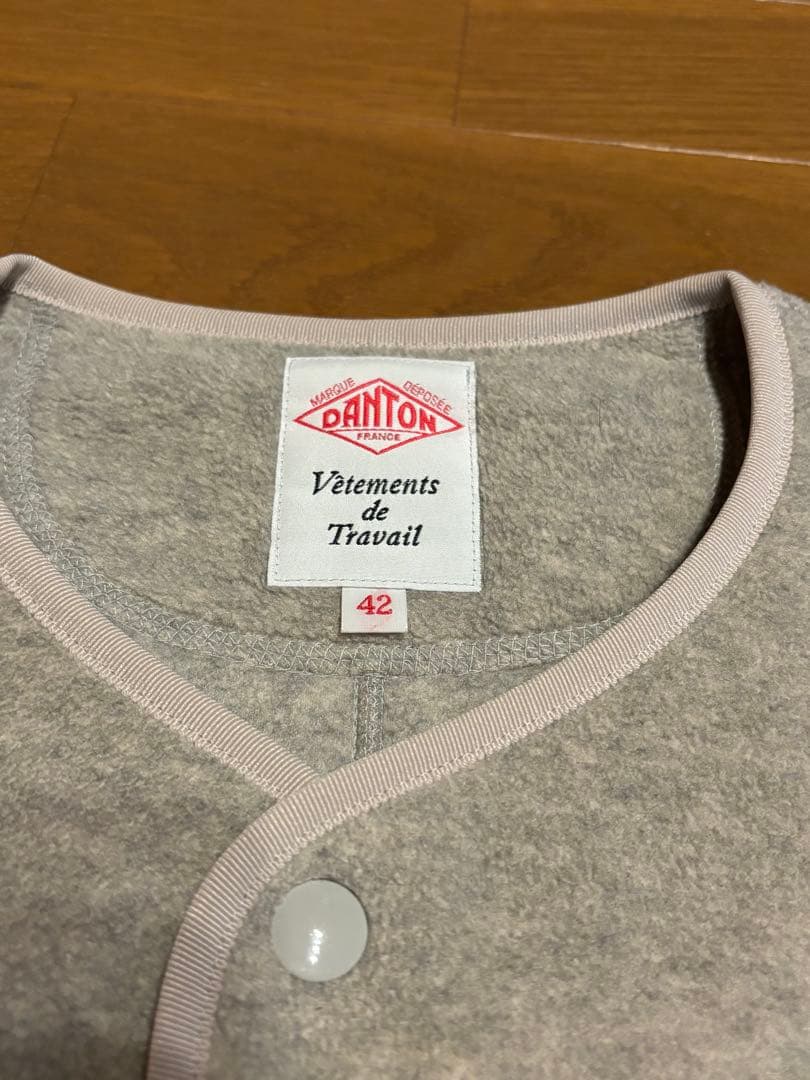 MARQUE DÉPOSÉE
DANTON
FRANCE
Vêtements
de
Travail
42